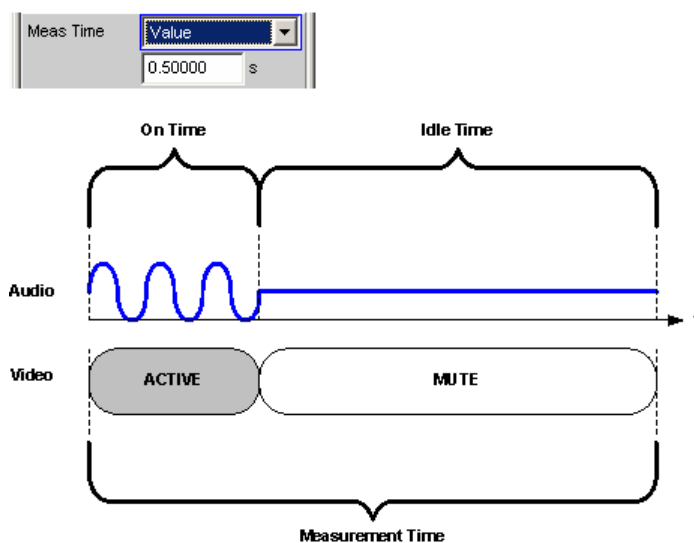 Meas Time Value
0.50000 s
On Time Idle Time
Audio
Video ACTIVE MUTE
Measurement Time